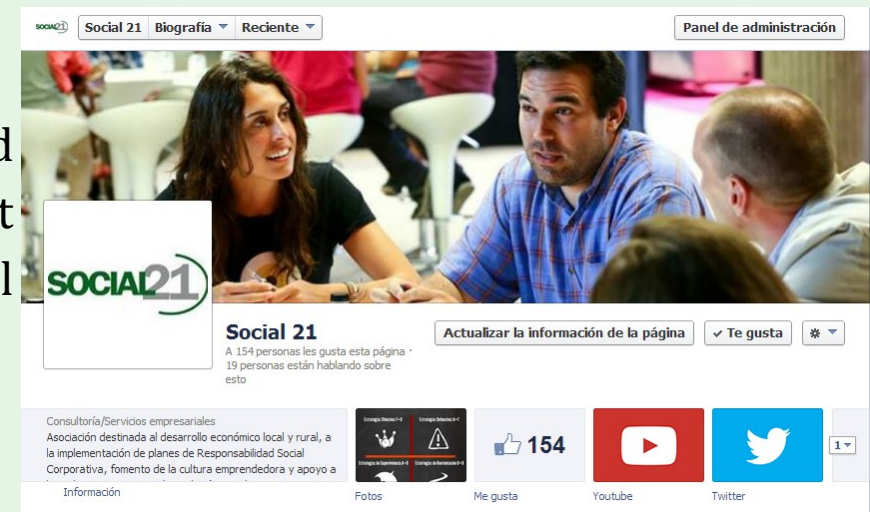 SOCIAL21
Social 21 Biografía Reciente
Panel de administración
d
t
l
SOCIAL21
Social 21
A 154 personas les gusta esta página ·
19 personas están hablando sobre
esto
Actualizar la información de la página
Te gusta
Consultoría/Servicios empresariales
Asociación destinada al desarrollo económico local y rural, a
la implementación de planes de Responsabilidad Social
Corporativa, fomento de la cultura emprendedora y apoyo a
Información
154
1
Fotos
Me gusta
Youtube
Twitter